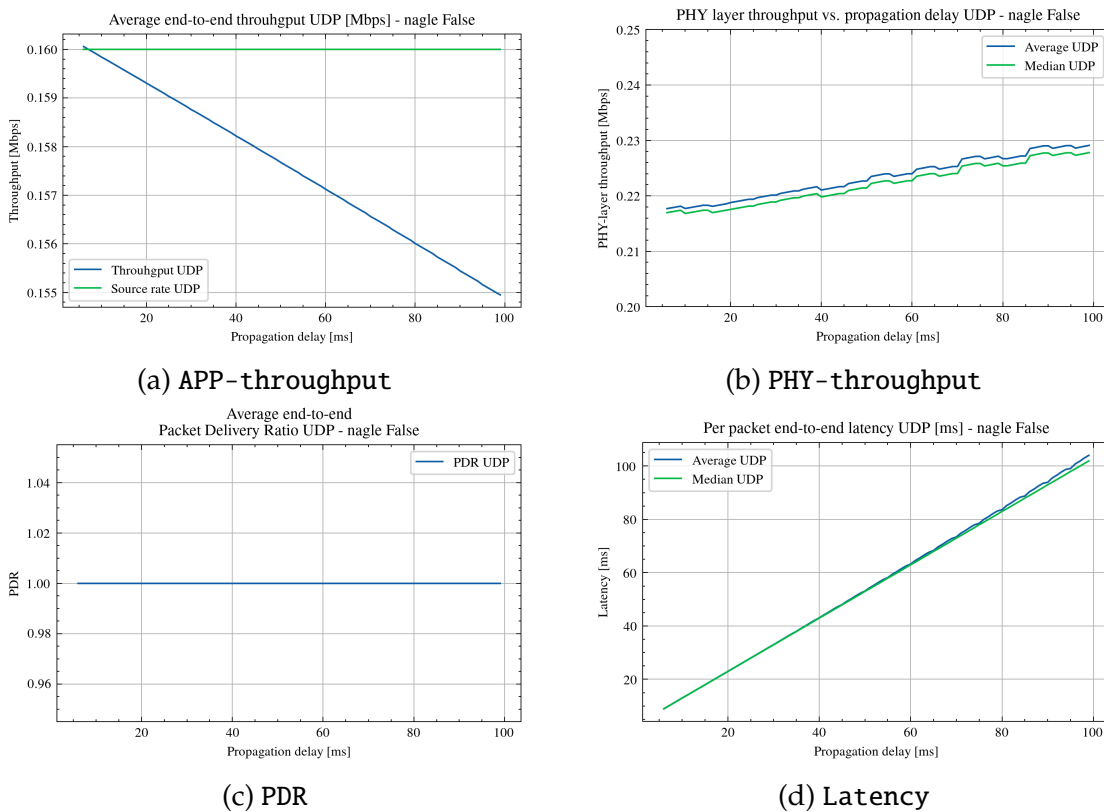 Average end-to-end throuhgput UDP [Mbps] - nagle False
0.160
0.159
0.158
0.157
0.156
0.155
Throughput [Mbps]
Throuhgput UDP
Source rate UDP
20 40 60 80 100
Propagation delay [ms]
(a) APP-throughput
PHY layer throughput vs. propagation delay UDP - nagle False
0.25
0.24
0.23
0.22
0.21
0.20
PHY-layer throughput [Mbps]
Average UDP
Median UDP
20 40 60 80 100
Propagation delay [ms]
(b) PHY-throughput
Average end-to-end
Packet Delivery Ratio UDP - nagle False
1.04
1.02
1.00
0.98
0.96
PDR
PDR UDP
20 40 60 80 100
Propagation delay [ms]
(c) PDR
Per packet end-to-end latency UDP [ms] - nagle False
100
80
60
40
20
Latency [ms]
Average UDP
Median UDP
20 40 60 80 100
Propagation delay [ms]
(d) Latency